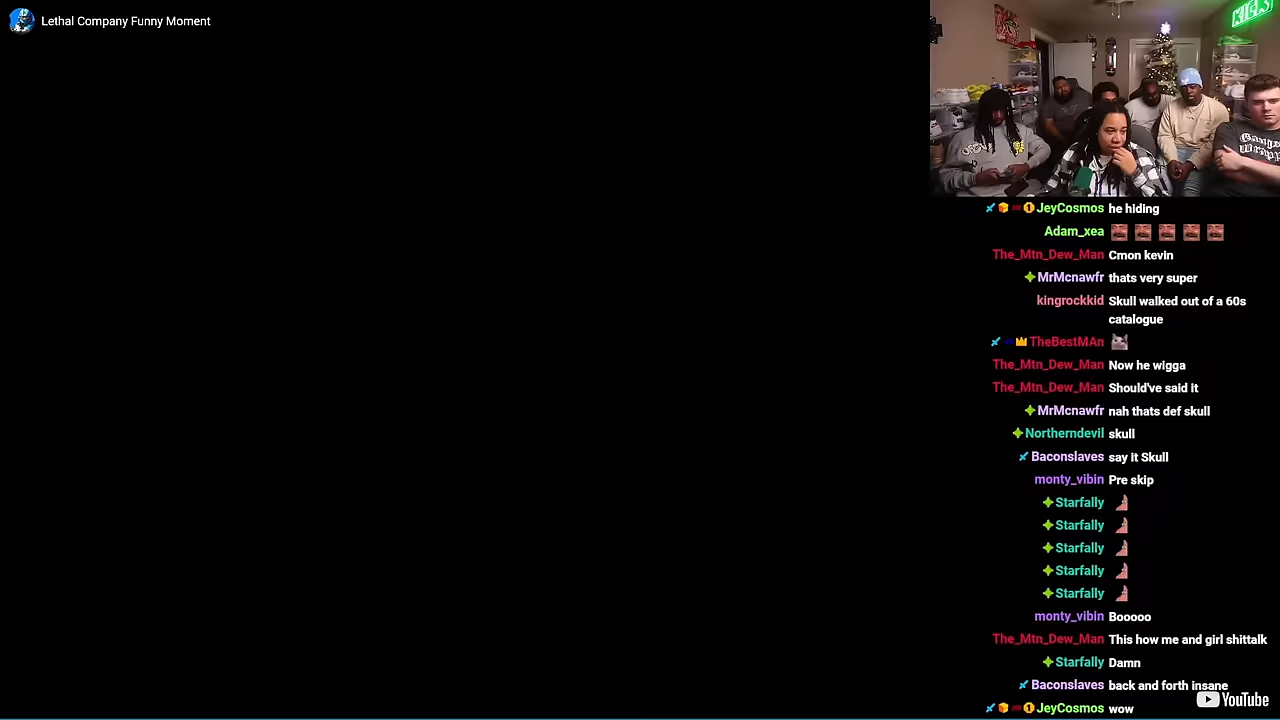 Lethal Company Funny Moment
JeyCosmos he hiding
Adam_xea
The_Mtn_Dew_Man Cmon kevin
MrMcnawfr thats very super
kingrockkid Skull walked out of a 60s
catalogue
TheBestMAn
The_Mtn_Dew_Man Now he wigga
The_Mtn_Dew_Man Should've said it
MrMcnawfr nah thats def skull
Northerndevil skull
Baconslaves say it Skull
monty_vibin Pre skip
Starfally
Starfally
Starfally
Starfally
Starfally
monty_vibin Booooo
The_Mtn_Dew_Man This how me and girl shittalk
Starfally Damn
Baconslaves back and forth insane
JeyCosmos wow
YouTube